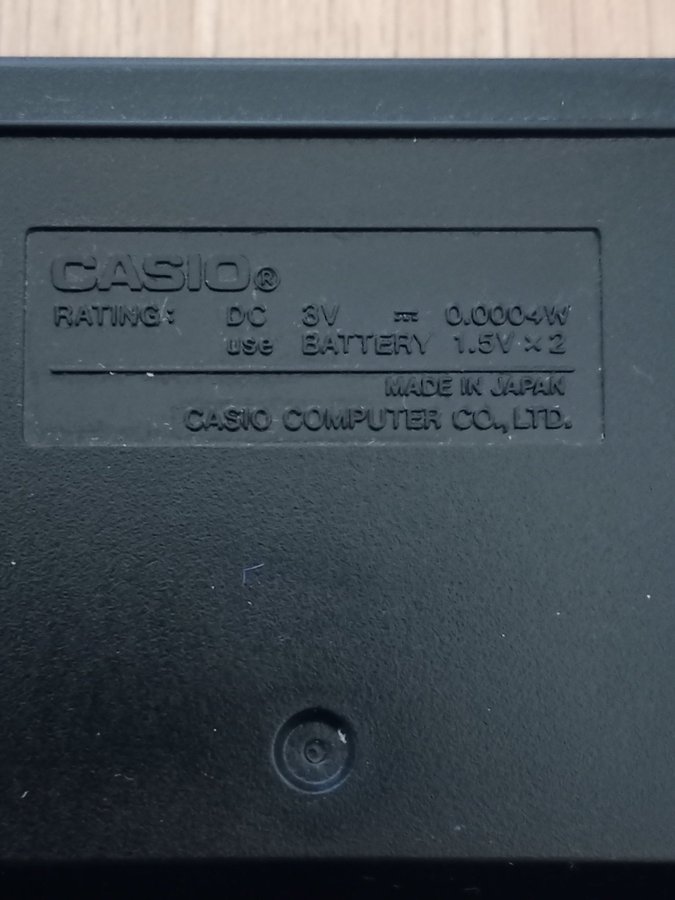 CASIO®
RATING: DC 3V ⎓ 0.0004W
use BATTERY 1.5V × 2
MADE IN JAPAN
CASIO COMPUTER CO., LTD.